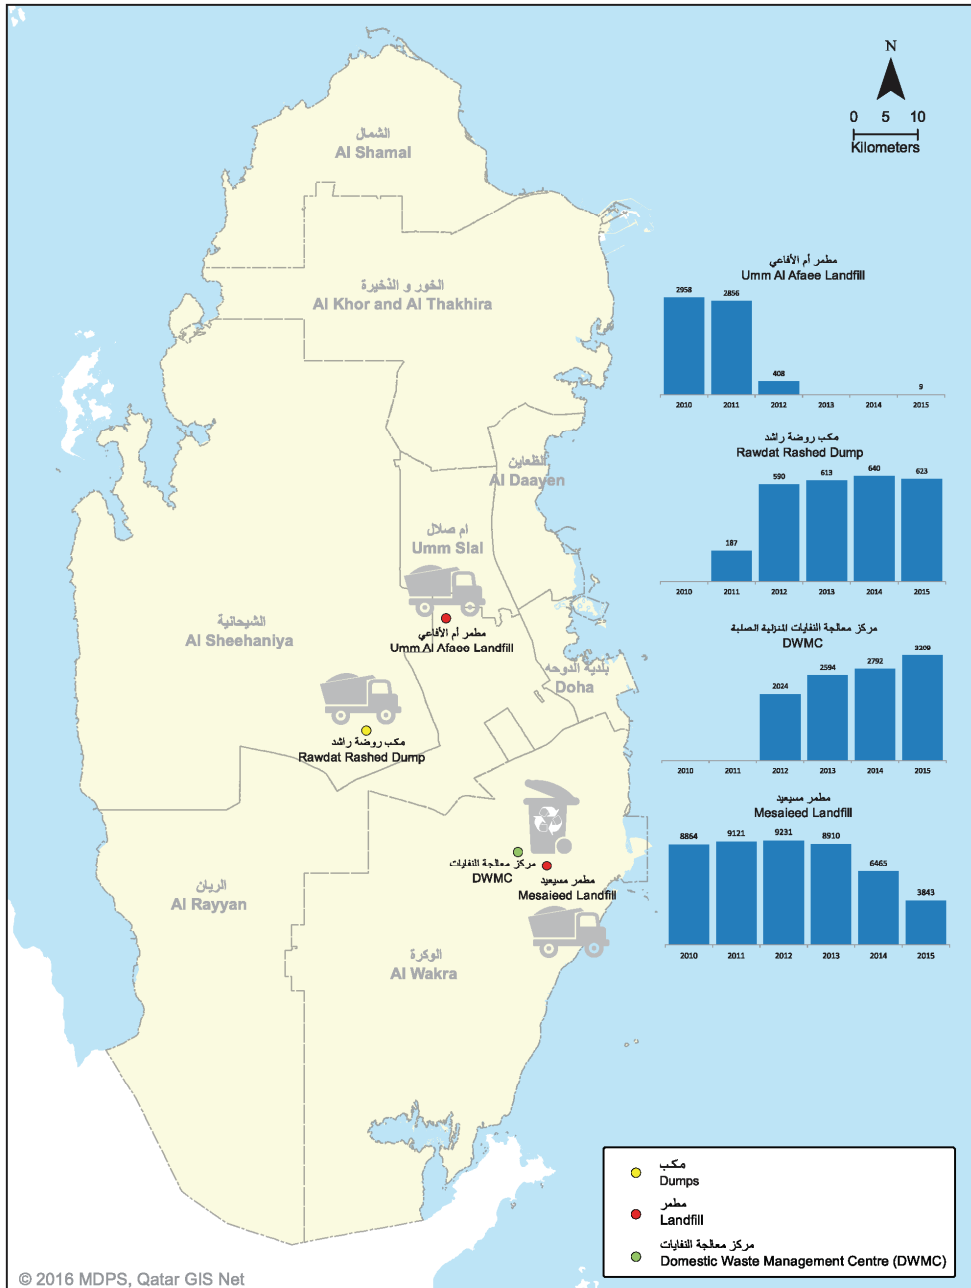 N
0 5 10
Kilometers
الشمال
Al Shamal
الخور و الذخيرة
Al Khor and Al Thakhira
الظعاين
Al Daayen
ام صلال
Umm Slal
مطمر أم الأفاعي
Umm Al Afaee Landfill
الشيحانية
Al Sheehaniya
بلدية الدوحه
Doha
مكب روضة راشد
Rawdat Rashed Dump
مركز معالجة النفايات
DWMC
مطمر مسيعيد
Mesaieed Landfill
الريان
Al Rayyan
الوكرة
Al Wakra
مطمر أم الأفاعي
Umm Al Afaee Landfill
2958 2856 408 9
2010 2011 2012 2013 2014 2015
مكب روضة راشد
Rawdat Rashed Dump
187 590 613 640 623
2010 2011 2012 2013 2014 2015
مركز معالجة النفايات المنزلية الصلبة
DWMC
2024 2594 2792 3209
2010 2011 2012 2013 2014 2015
مطمر مسيعيد
Mesaieed Landfill
8864 9121 9231 8910 6465 3843
2010 2011 2012 2013 2014 2015
مكب
Dumps
مطمر
Landfill
مركز معالجة النفايات
Domestic Waste Management Centre (DWMC)
© 2016 MDPS, Qatar GIS Net